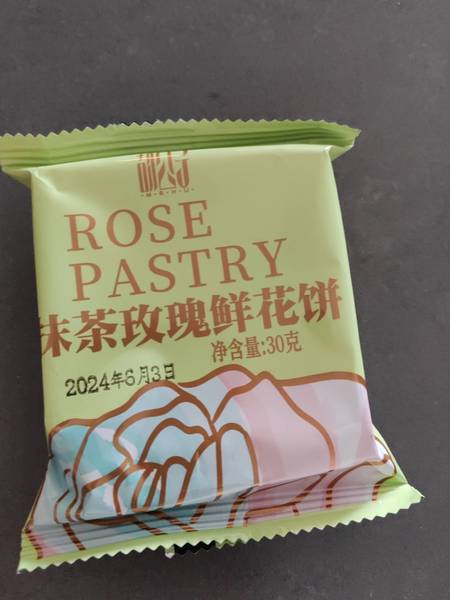 ROSE
PASTRY
抹茶玫瑰鲜花饼
净含量:30克
2024年6月3日